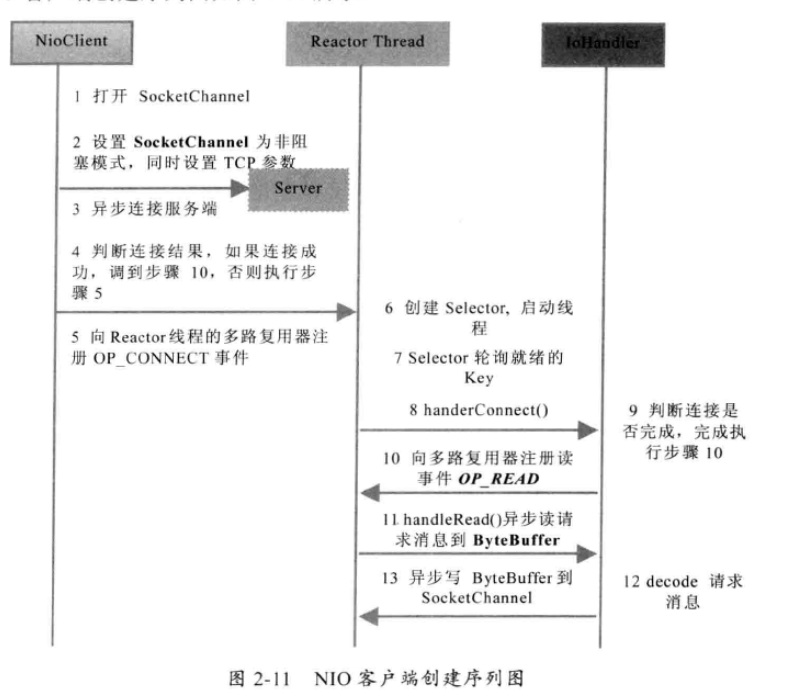 NioClient
Reactor Thread
IoHandler
1 打开 SocketChannel
2 设置 SocketChannel 为非阻
塞模式，同时设置 TCP 参数
Server
3 异步连接服务端
4 判断连接结果，如果连接成
功，调到步骤 10，否则执行步
骤 5
5 向 Reactor 线程的多路复用器注
册 OP_CONNECT 事件
6 创建 Selector, 启动线
程
7 Selector 轮询就绪的
Key
8 handerConnect()
9 判断连接是
否完成，完成执
行步骤 10
10 向多路复用器注册读
事件 OP_READ
11 handleRead()异步读请
求消息到 ByteBuffer
12 decode 请求
消息
13 异步写 ByteBuffer 到
SocketChannel
图 2-11 NIO 客户端创建序列图